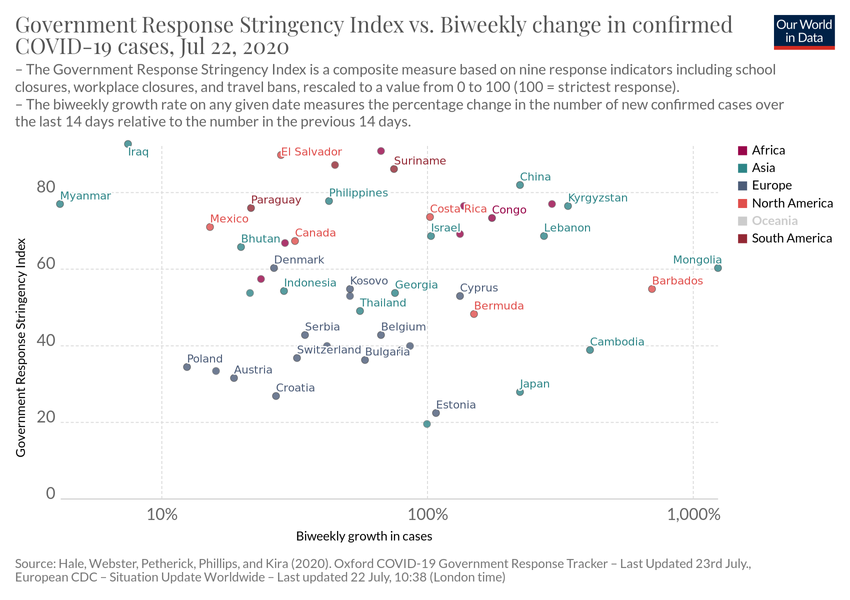 Government Response Stringency Index vs. Biweekly change in confirmed
COVID-19 cases, Jul 22, 2020
Our World
in Data
– The Government Response Stringency Index is a composite measure based on nine response indicators including school
closures, workplace closures, and travel bans, rescaled to a value from 0 to 100 (100 = strictest response).
– The biweekly growth rate on any given date measures the percentage change in the number of new confirmed cases over
the last 14 days relative to the number in the previous 14 days.
Africa
Asia
Europe
North America
Oceania
South America
Government Response Stringency Index
80
60
40
20
0
Iraq
El Salvador
Suriname
China
Myanmar
Philippines
Kyrgyzstan
Paraguay
Costa Rica
Congo
Mexico
Bhutan
Canada
Israel
Lebanon
Denmark
Mongolia
Indonesia
Kosovo
Georgia
Cyprus
Barbados
Thailand
Bermuda
Serbia
Belgium
Switzerland
Bulgaria
Cambodia
Poland
Austria
Croatia
Japan
Estonia
10%
100%
1,000%
Biweekly growth in cases
Source: Hale, Webster, Petherick, Phillips, and Kira (2020). Oxford COVID-19 Government Response Tracker – Last Updated 23rd July.,
European CDC – Situation Update Worldwide – Last updated 22 July, 10:38 (London time)